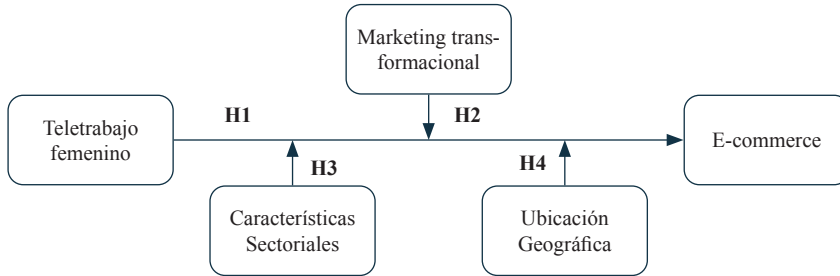 Marketing trans-
formacional
H1
H2
Teletrabajo
femenino
E-commerce
H3
H4
Características
Sectoriales
Ubicación
Geográfica